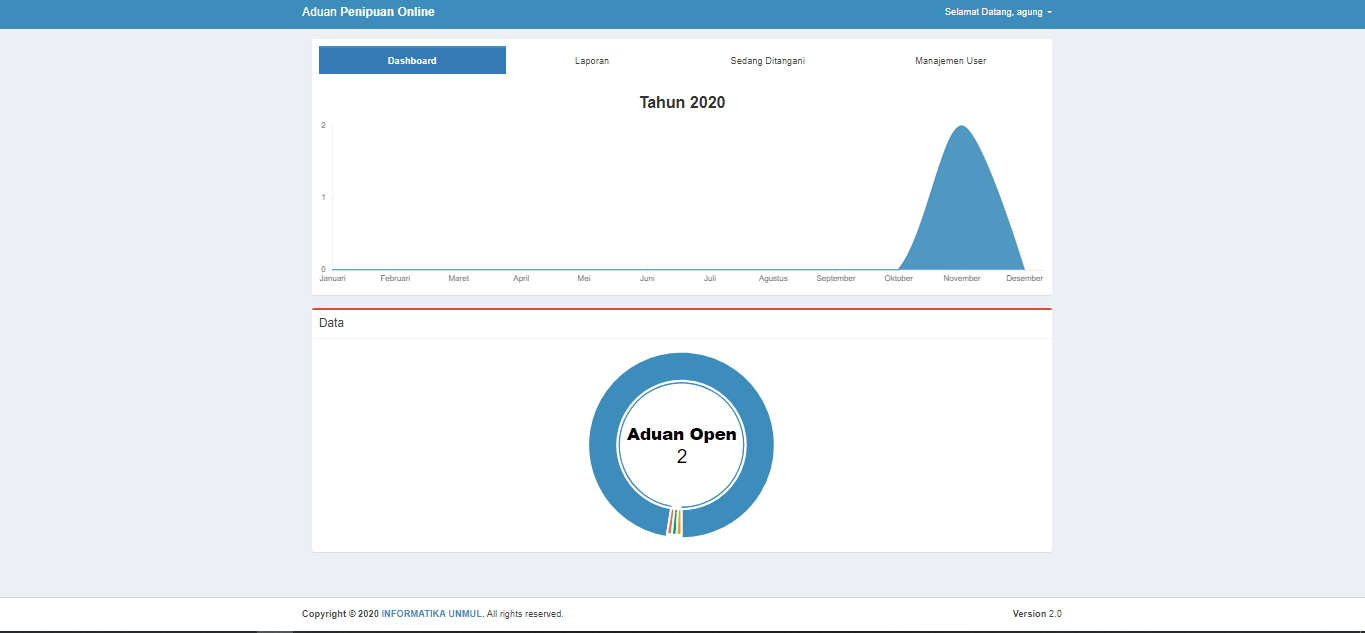 Aduan Penipuan Online
Selamat Datang, agung
Dashboard
Laporan
Sedang Ditangani
Manajemen User
Tahun 2020
2
1
0
Januari Februari Maret April Mei Juni Juli Agustus September Oktober November Desember
Data
Aduan Open
2
Copyright © 2020 INFORMATIKA UNMUL. All rights reserved.
Version 2.0